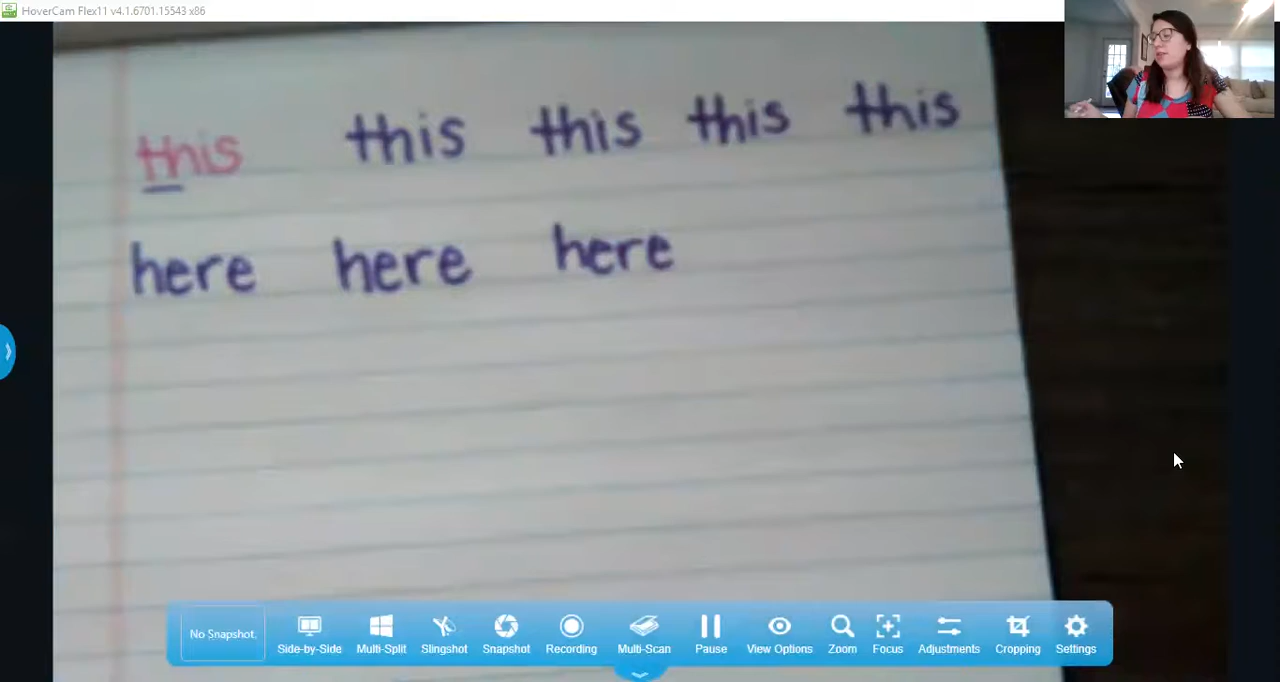 HoverCam Flex11 v4.1.6701.15543 x86
this this this this this
here here here
No Snapshot.
Side-by-Side Multi-Split Slingshot Snapshot Recording Multi-Scan Pause View Options Zoom Focus Adjustments Cropping Settings